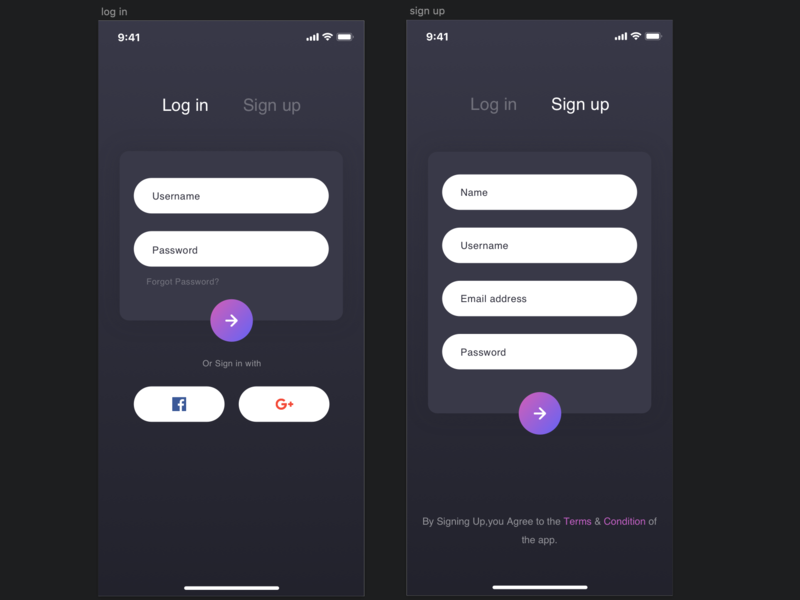 log in
9:41
Log in Sign up
Username
Password
Forgot Password?
Or Sign in with
f
G+
sign up
9:41
Log in Sign up
Name
Username
Email address
Password
By Signing Up,you Agree to the Terms & Condition of
the app.